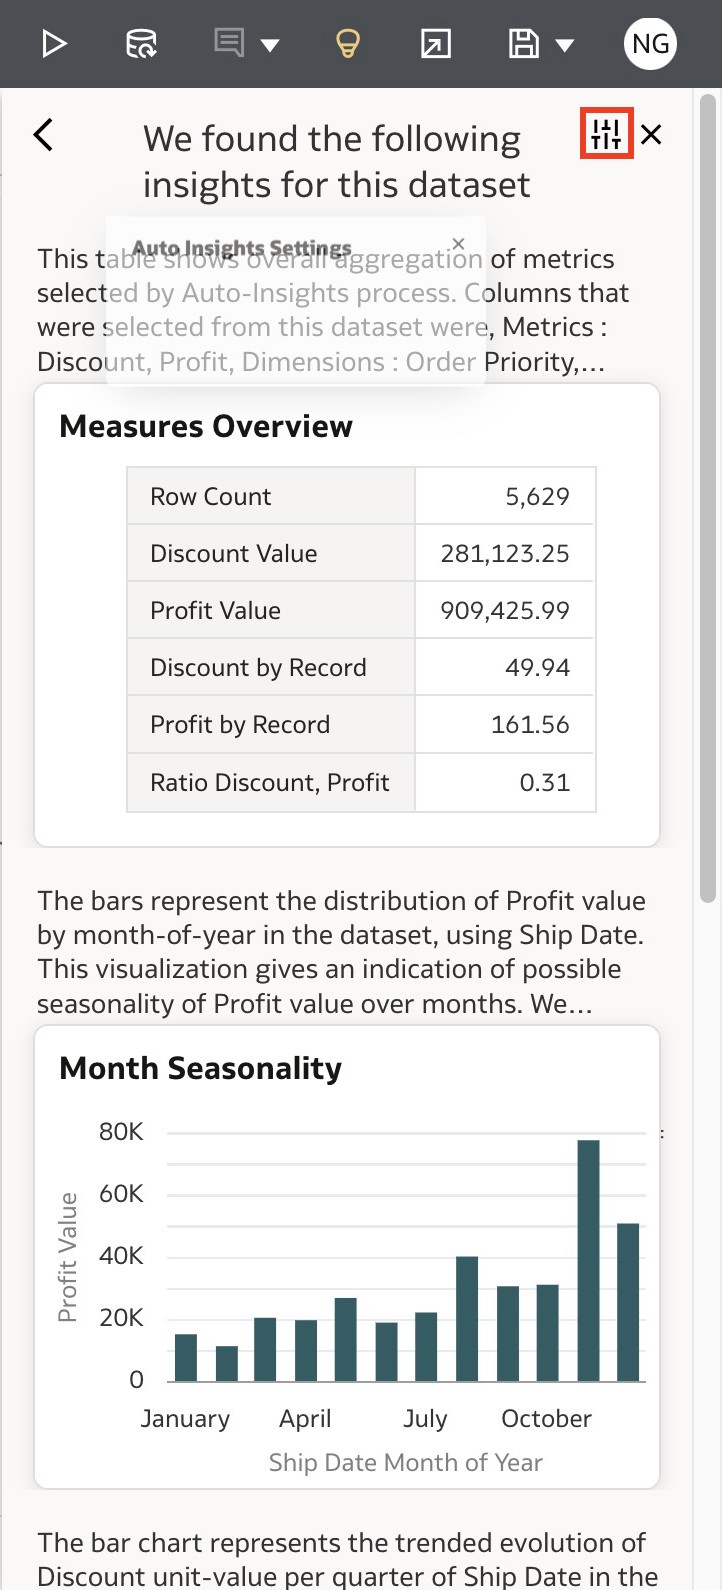 NG
We found the following
insights for this dataset
Auto Insights Settings
This table shows overall aggregation of metrics
selected by Auto-Insights process. Columns that
were selected from this dataset were, Metrics :
Discount, Profit, Dimensions : Order Priority,...
Measures Overview
Row Count 5,629
Discount Value 281,123.25
Profit Value 909,425.99
Discount by Record 49.94
Profit by Record 161.56
Ratio Discount, Profit 0.31
The bars represent the distribution of Profit value
by month-of-year in the dataset, using Ship Date.
This visualization gives an indication of possible
seasonality of Profit value over months. We...
Month Seasonality
80K
60K
40K
20K
0
Profit Value
January April July October
Ship Date Month of Year
The bar chart represents the trended evolution of
Discount unit-value per quarter of Ship Date in the